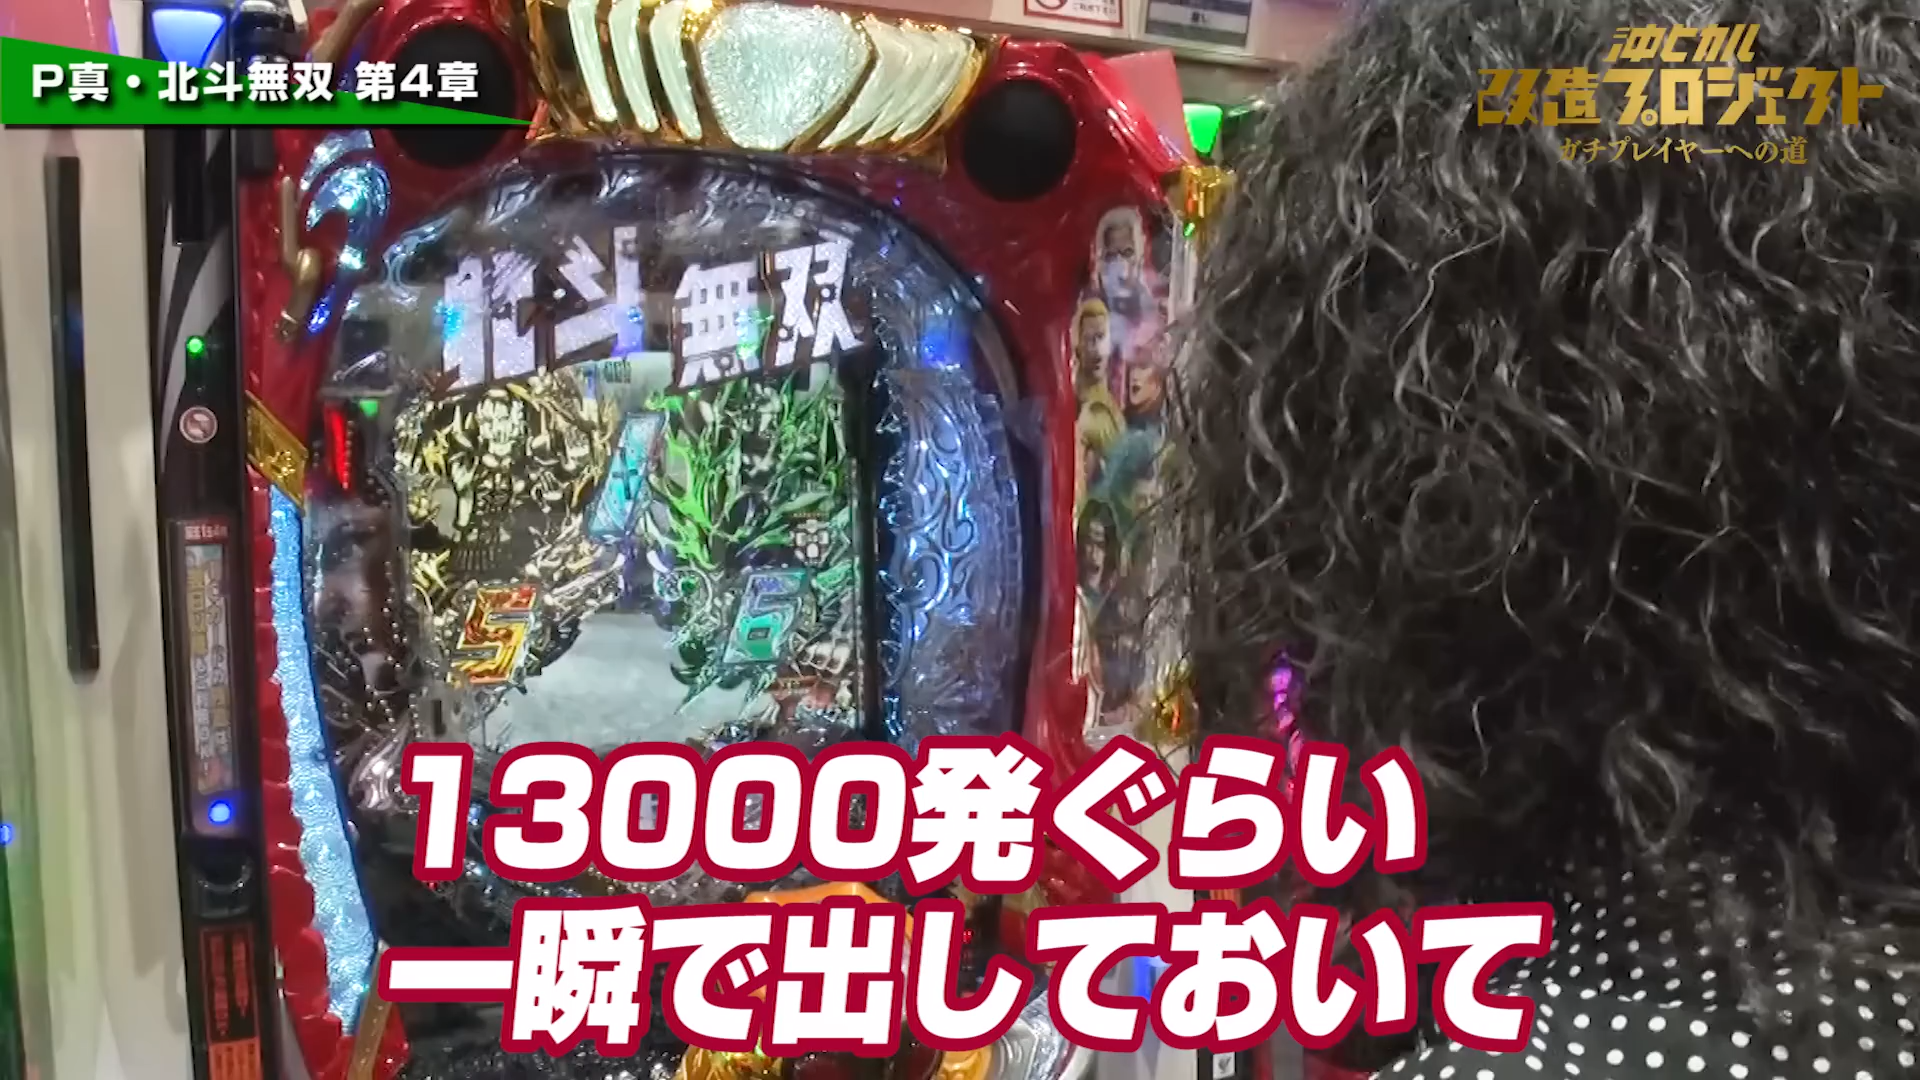 P真・北斗無双 第4章
沖ヒカル
改造プロジェクト
ガチプレイヤーへの道
北斗無双
5
6
13000発ぐらい
一瞬で出しておいて